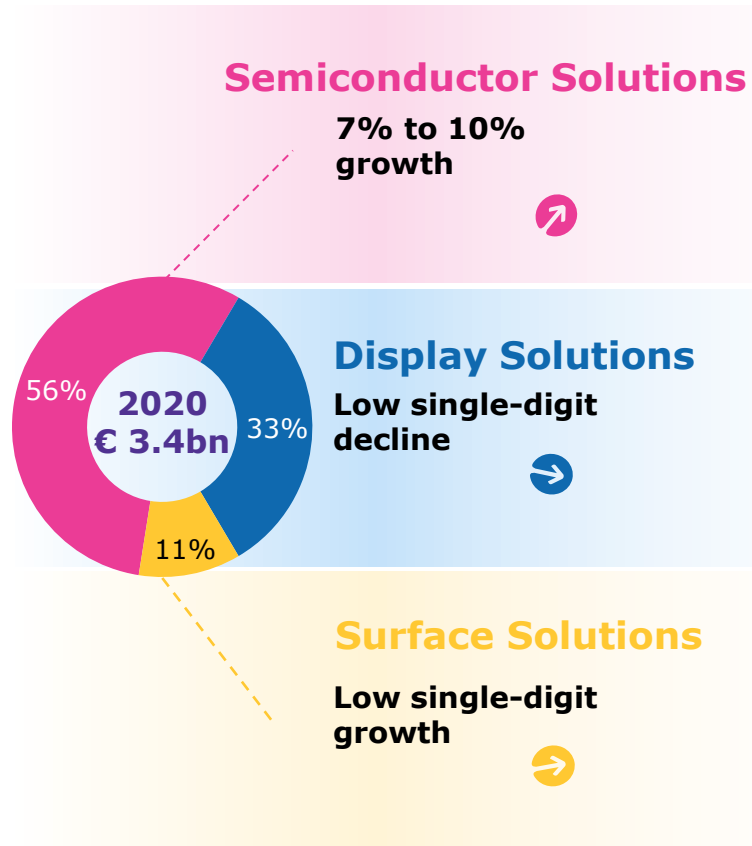 Semiconductor Solutions
7% to 10%
growth
56%
2020
€ 3.4bn
33%
11%
Display Solutions
Low single-digit
decline
Surface Solutions
Low single-digit
growth